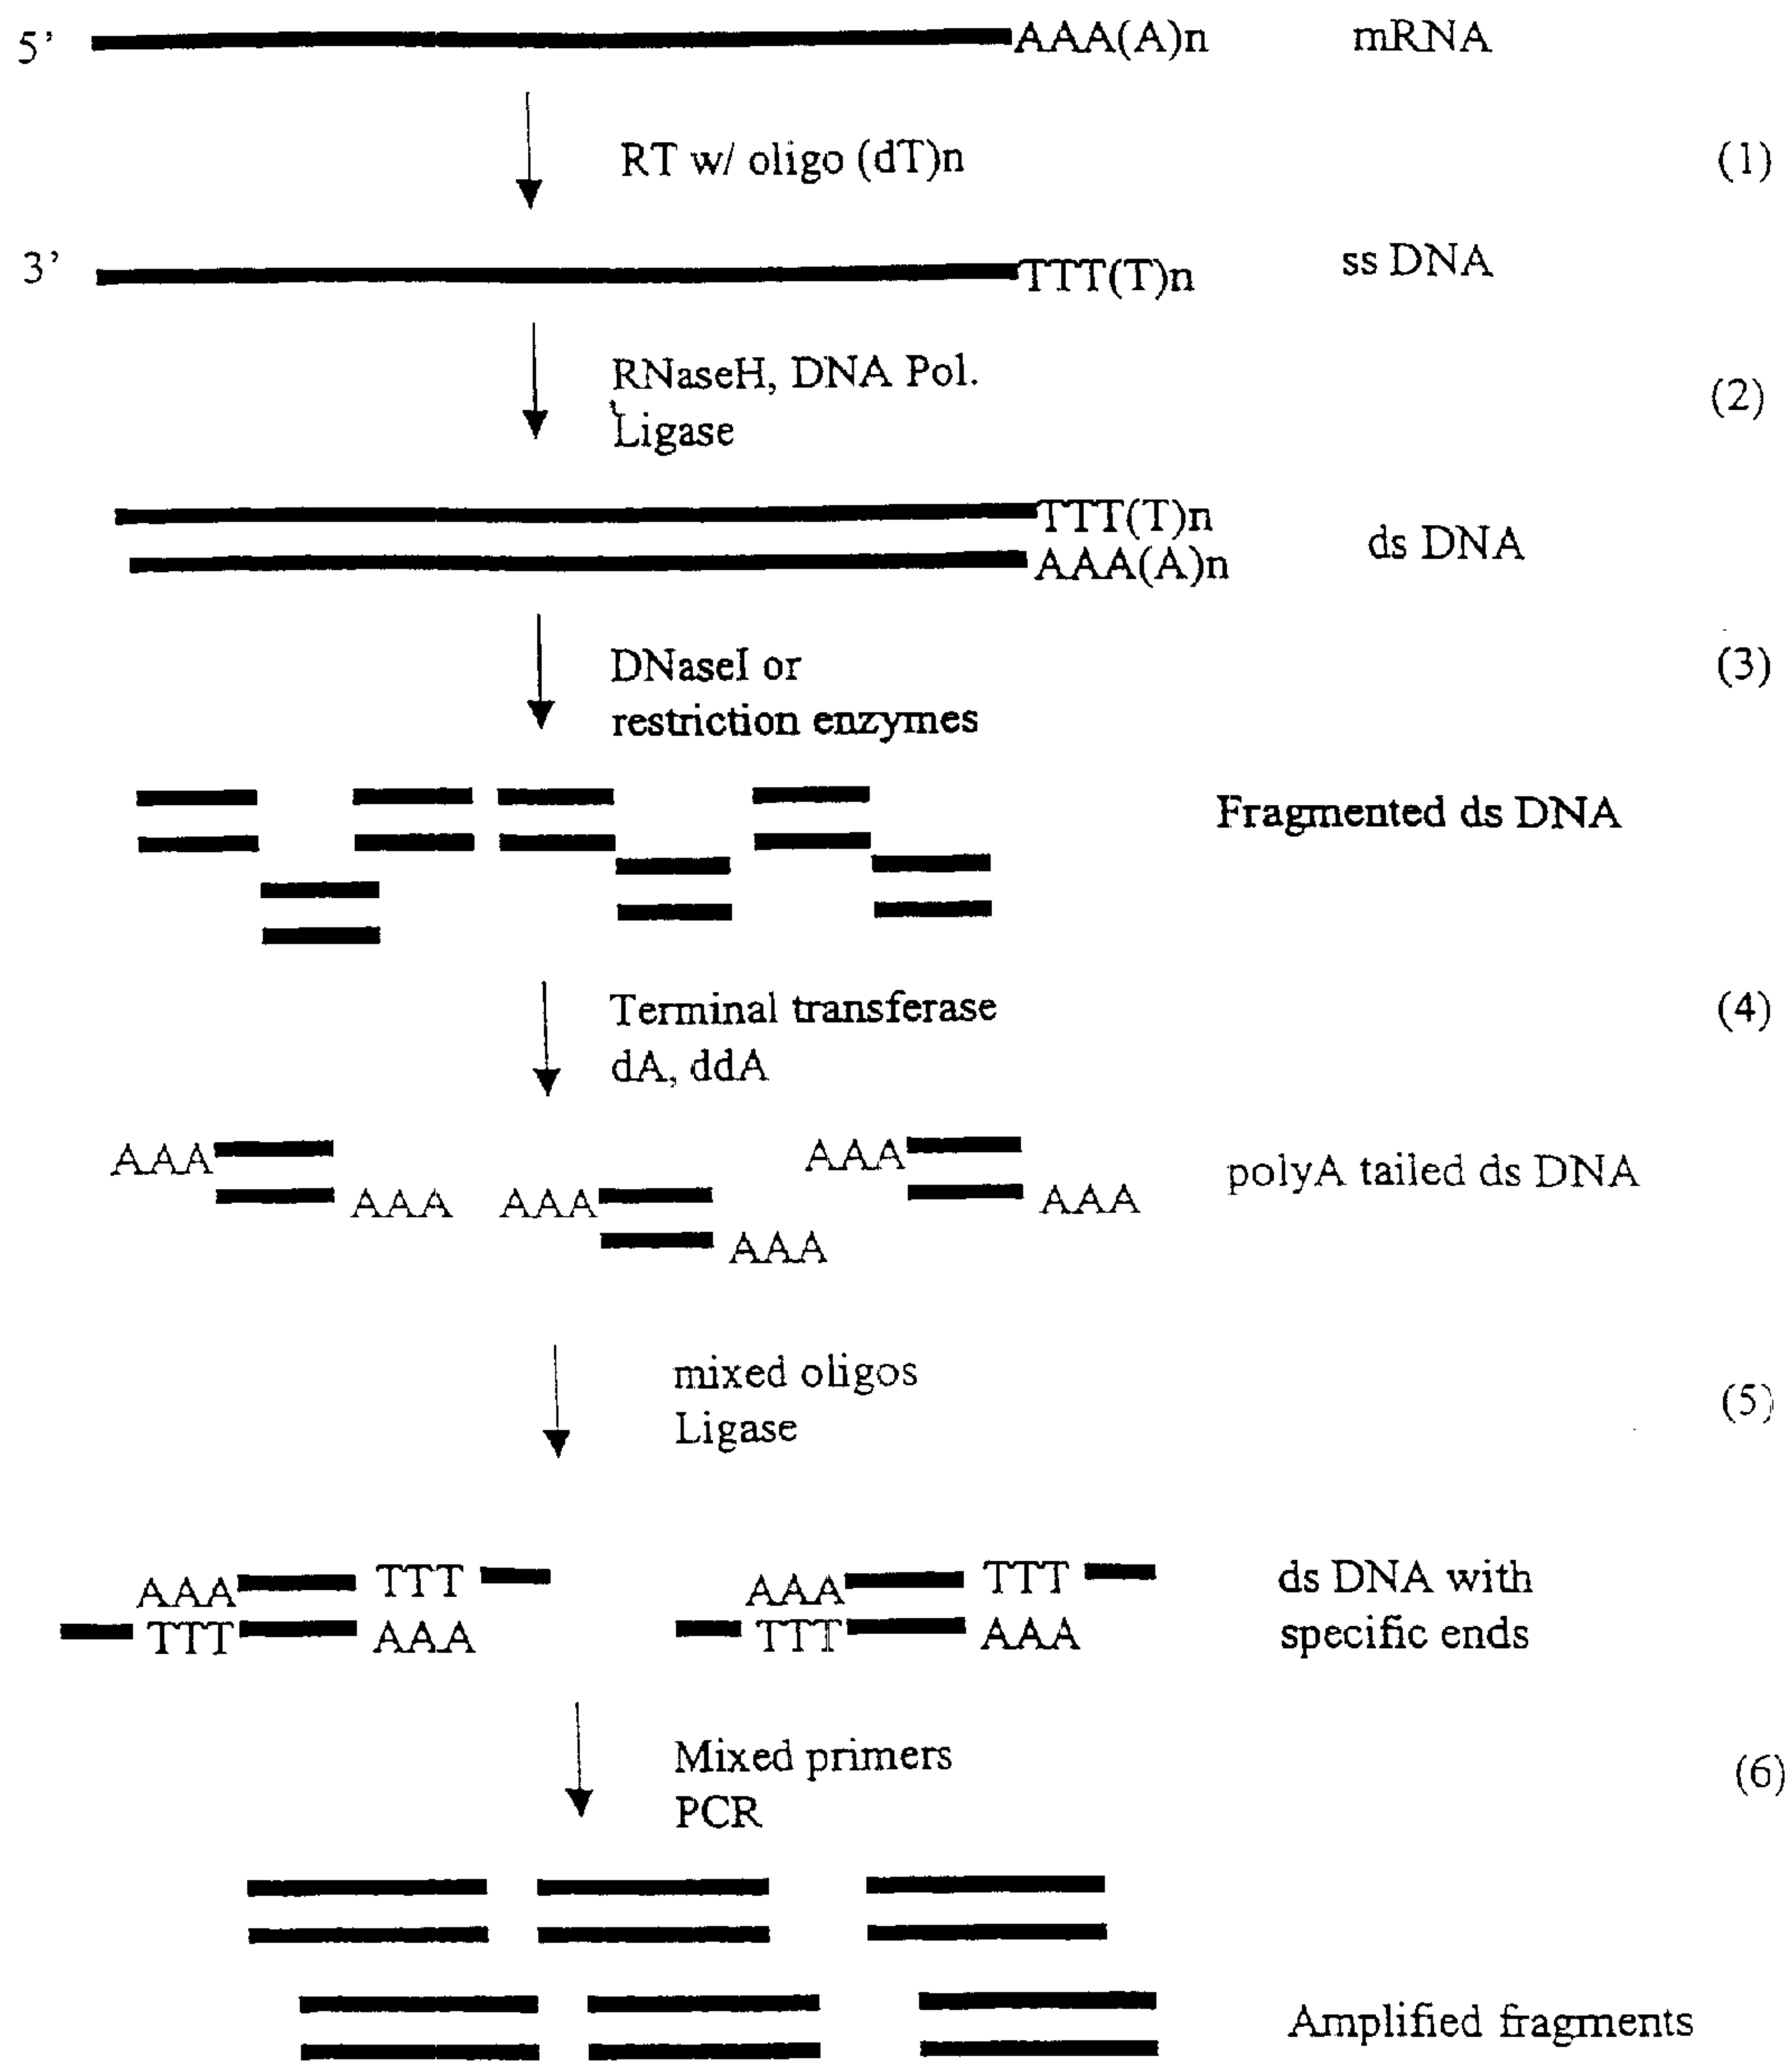 5’ AAA(A)n mRNA
RT w/ oligo (dT)n (1)
3’ TTT(T)n ss DNA
RNaseH, DNA Pol. (2)
Ligase
TTT(T)n
AAA(A)n ds DNA
DNaseI or (3)
restriction enzymes
Fragmented ds DNA
Terminal transferase (4)
dA, ddA
AAA AAA polyA tailed ds DNA
AAA AAA AAA
AAA
mixed oligos (5)
Ligase
AAA TTT AAA TTT ds DNA with
TTT AAA TTT AAA specific ends
Mixed primers (6)
PCR
Amplified fragments